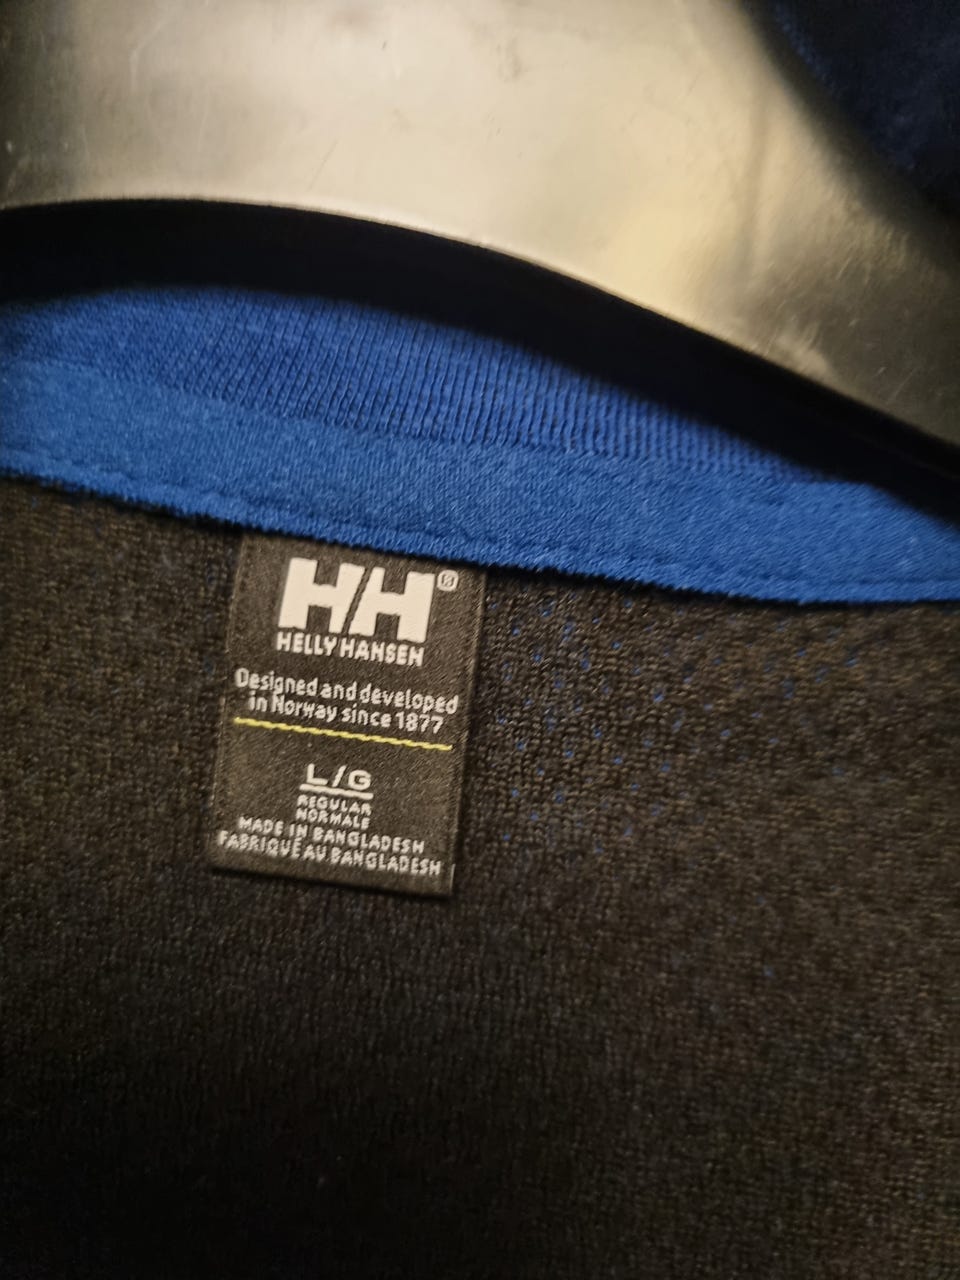 HH®
HELLY HANSEN
Designed and developed
in Norway since 1877
L/G
REGULAR
NORMALE
MADE IN BANGLADESH
FABRIQUÉ AU BANGLADESH